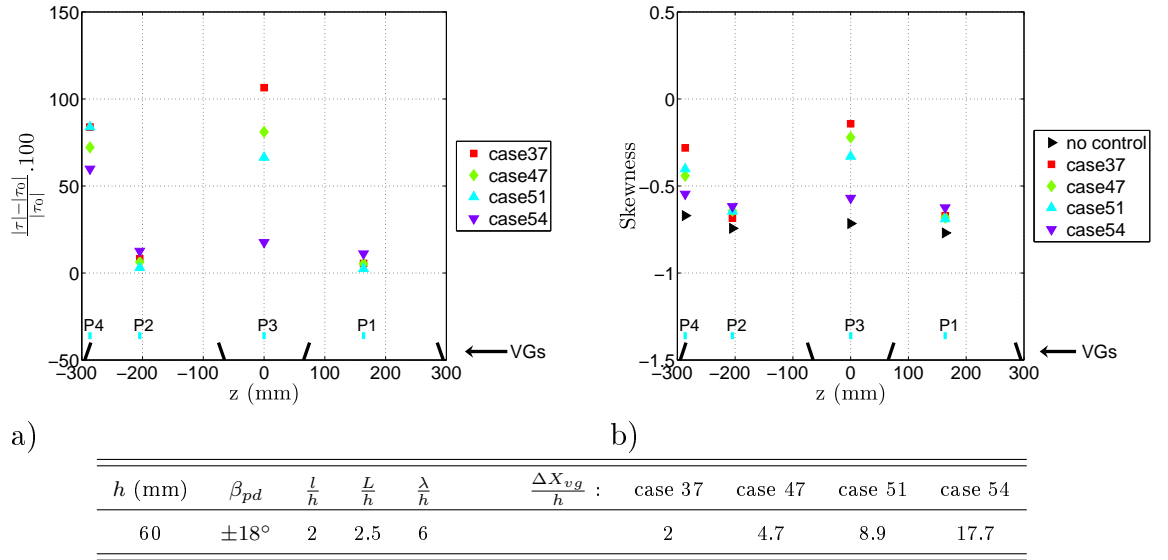 150
100
50
0
−50
|τ|−|τ₀| / |τ₀| .100
−300 −200 −100 0 100 200 300
z (mm)
P4 P2 P3 P1
VGs
case37
case47
case51
case54
a)
0.5
0
−0.5
−1
−1.5
Skewness
−300 −200 −100 0 100 200 300
z (mm)
P4 P2 P3 P1
VGs
no control
case37
case47
case51
case54
b)
h (mm) β_pd l/h L/h λ/h ΔX_vg/h : case 37 case 47 case 51 case 54
60 ±18° 2 2.5 6 2 4.7 8.9 17.7